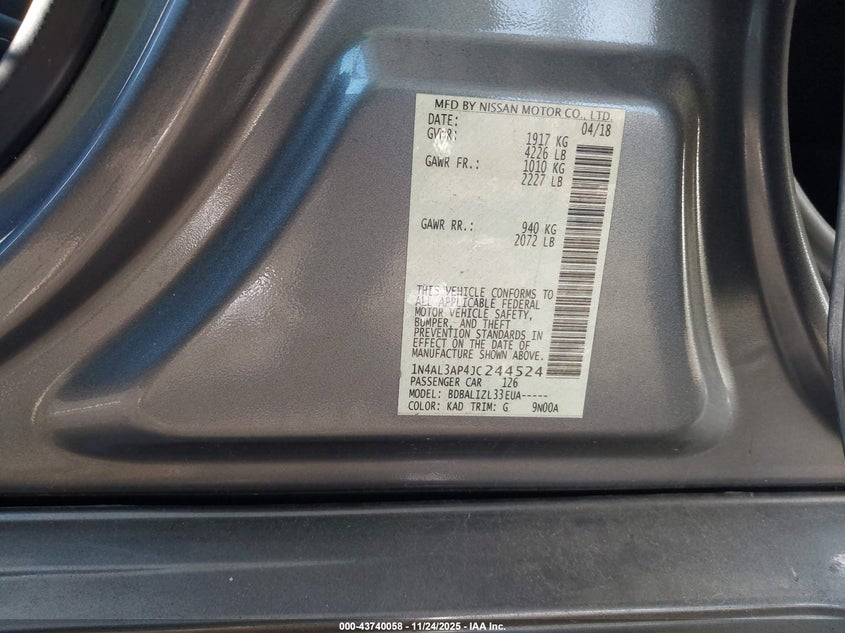 MFD BY NISSAN MOTOR CO., LTD.
DATE: 04/18
GVWR: 1917 KG
4226 LB
GAWR FR.: 1010 KG
2227 LB
GAWR RR.: 940 KG
2072 LB
THIS VEHICLE CONFORMS TO
ALL APPLICABLE FEDERAL
MOTOR VEHICLE SAFETY,
BUMPER, AND THEFT
PREVENTION STANDARDS IN
EFFECT ON THE DATE OF
MANUFACTURE SHOWN ABOVE.
1N4AL3AP4JC244524
PASSENGER CAR 126
MODEL: BDBALIZL33EUA-----
COLOR: KAD TRIM: G 9N00A
000-43740058 - 11/24/2025 - IAA Inc.